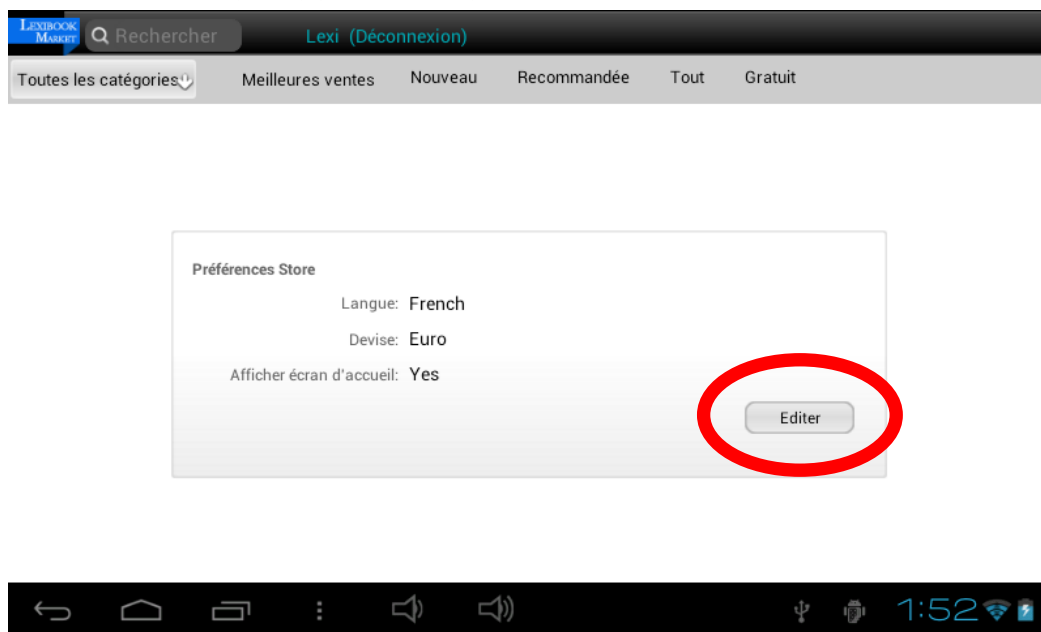 LEXIBOOK
MARKET
Rechercher
Lexi (Déconnexion)
Toutes les catégories
Meilleures ventes
Nouveau
Recommandée
Tout
Gratuit
Préférences Store
Langue: French
Devise: Euro
Afficher écran d'accueil: Yes
Editer
1:52